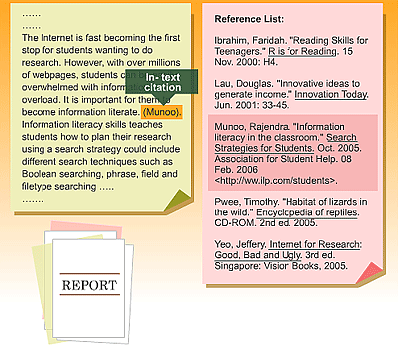 ......
......
The Internet is fast becoming the first
stop for students wanting to do
research. However, with over millions
of webpages, students can
overwhelmed with
overload. It is important for them
become information literate. (Munoo).
Information literacy skills teaches
students how to plan their research
using a search strategy could include
different search techniques such as
Boolean searching, phrase, field and
filetype searching .....
.......
In- text
citation
Reference List:
Ibrahim, Faridah. "Reading Skills for
Teenagers." R is for Reading. 15
Nov. 2000: H4.
Lau, Douglas. "Innovative ideas to
generate income." Innovation Today.
Jun. 2001: 33-45.
Munoo, Rajendra. "Information
literacy in the classroom." Search
Strategies for Students. Oct. 2005.
Association for Student Help. 08
Feb. 2006
<http://ww.ilp.com/students>.
Pwee, Timothy. "Habitat of lizards in
the wild." Encyclopedia of reptiles.
CD-ROM. 2nd ed. 2005.
Yeo, Jeffery. Internet for Research:
Good, Bad and Ugly. 3rd ed.
Singapore: Vision Books, 2005.
REPORT